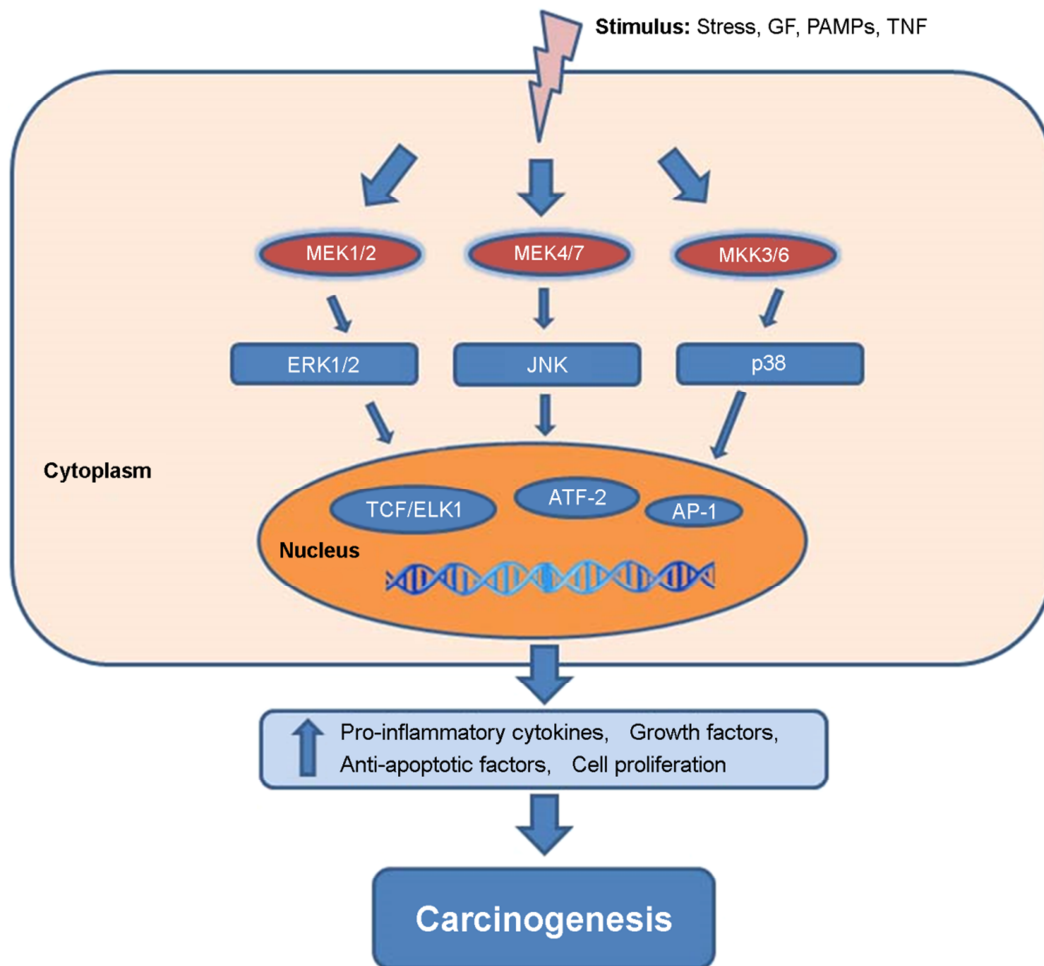 Stimulus: Stress, GF, PAMPs, TNF
MEK1/2
MEK4/7
MKK3/6
ERK1/2
JNK
p38
Cytoplasm
TCF/ELK1
ATF-2
AP-1
Nucleus
Pro-inflammatory cytokines, Growth factors,
Anti-apoptotic factors, Cell proliferation
Carcinogenesis